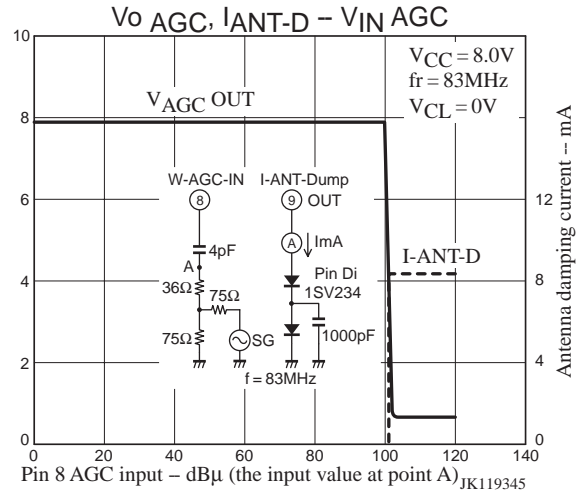 Vo AGC, IANT-D – VIN AGC
10
VCC = 8.0V
fr = 83MHz
VCL = 0V
VAGC OUT
8
6
4
2
0
W-AGC-IN
8
4pF
A
36Ω
75Ω
75Ω
SG
f = 83MHz
I-ANT-Dump
9
OUT
A
ImA
Pin Di
1SV234
1000pF
I-ANT-D
12
8
4
0
Antenna damping current -- mA
0 20 40 60 80 100 120 140
Pin 8 AGC input – dBμ (the input value at point A)
JK119345